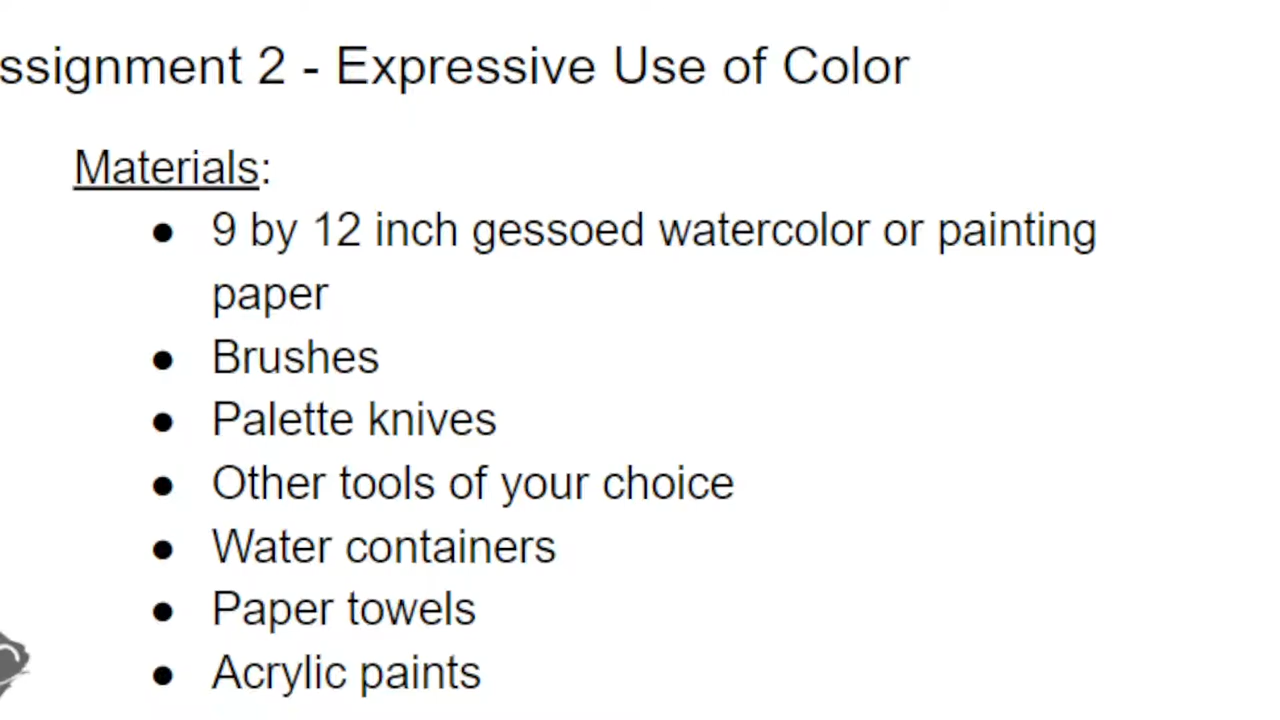 ssignment 2 - Expressive Use of Color
Materials:
● 9 by 12 inch gessoed watercolor or painting
paper
● Brushes
● Palette knives
● Other tools of your choice
● Water containers
● Paper towels
● Acrylic paints